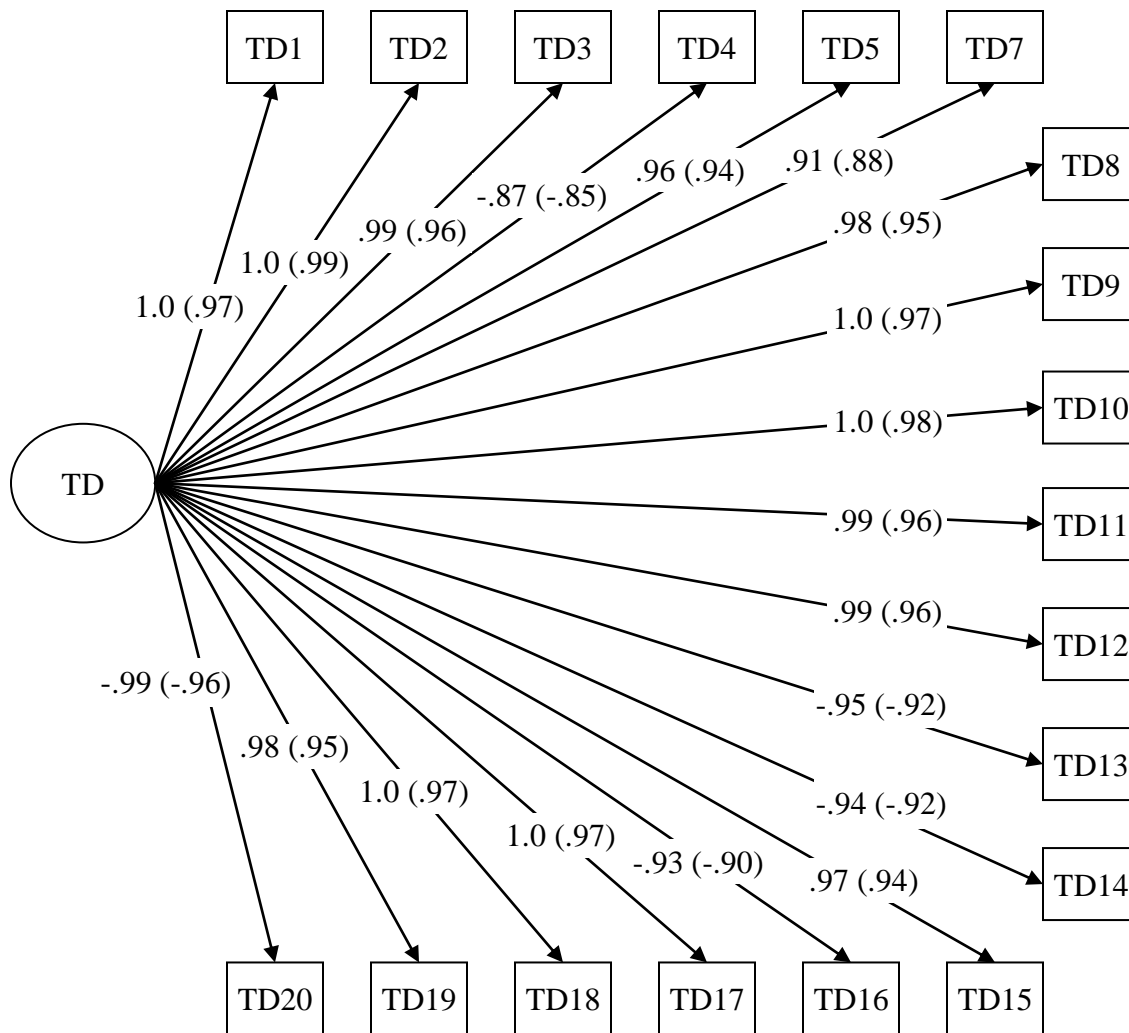 TD1
TD2
TD3
TD4
TD5
TD7
TD8
TD9
TD10
TD11
TD12
TD13
TD14
TD15
TD16
TD17
TD18
TD19
TD20
TD
1.0 (.97)
1.0 (.99)
.99 (.96)
-.87 (-.85)
.96 (.94)
.91 (.88)
.98 (.95)
1.0 (.97)
1.0 (.98)
.99 (.96)
.99 (.96)
-.95 (-.92)
-.94 (-.92)
.97 (.94)
-.93 (-.90)
1.0 (.97)
1.0 (.97)
.98 (.95)
-.99 (-.96)